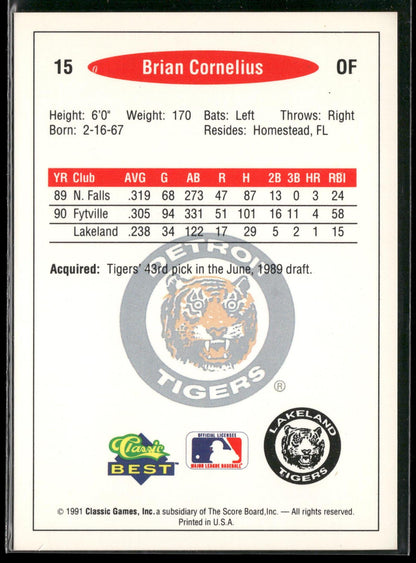 15 Brian Cornelius OF
Height: 6'0" Weight: 170 Bats: Left Throws: Right
Born: 2-16-67 Resides: Homestead, FL
YR Club AVG G AB R H 2B 3B HR RBI
89 N. Falls .319 68 273 47 87 13 0 3 24
90 Fytville .305 94 331 51 101 16 11 4 58
Lakeland .238 34 122 17 29 5 2 1 15
Acquired: Tigers' 43rd pick in the June, 1989 draft.
DETROIT
TIGERS ®
Classic
BEST™
OFFICIAL LICENSEE
MAJOR LEAGUE BASEBALL®
LAKELAND
TIGERS
© 1991 Classic Games, Inc. a subsidiary of The Score Board, Inc. — All rights reserved.
Printed in U.S.A.